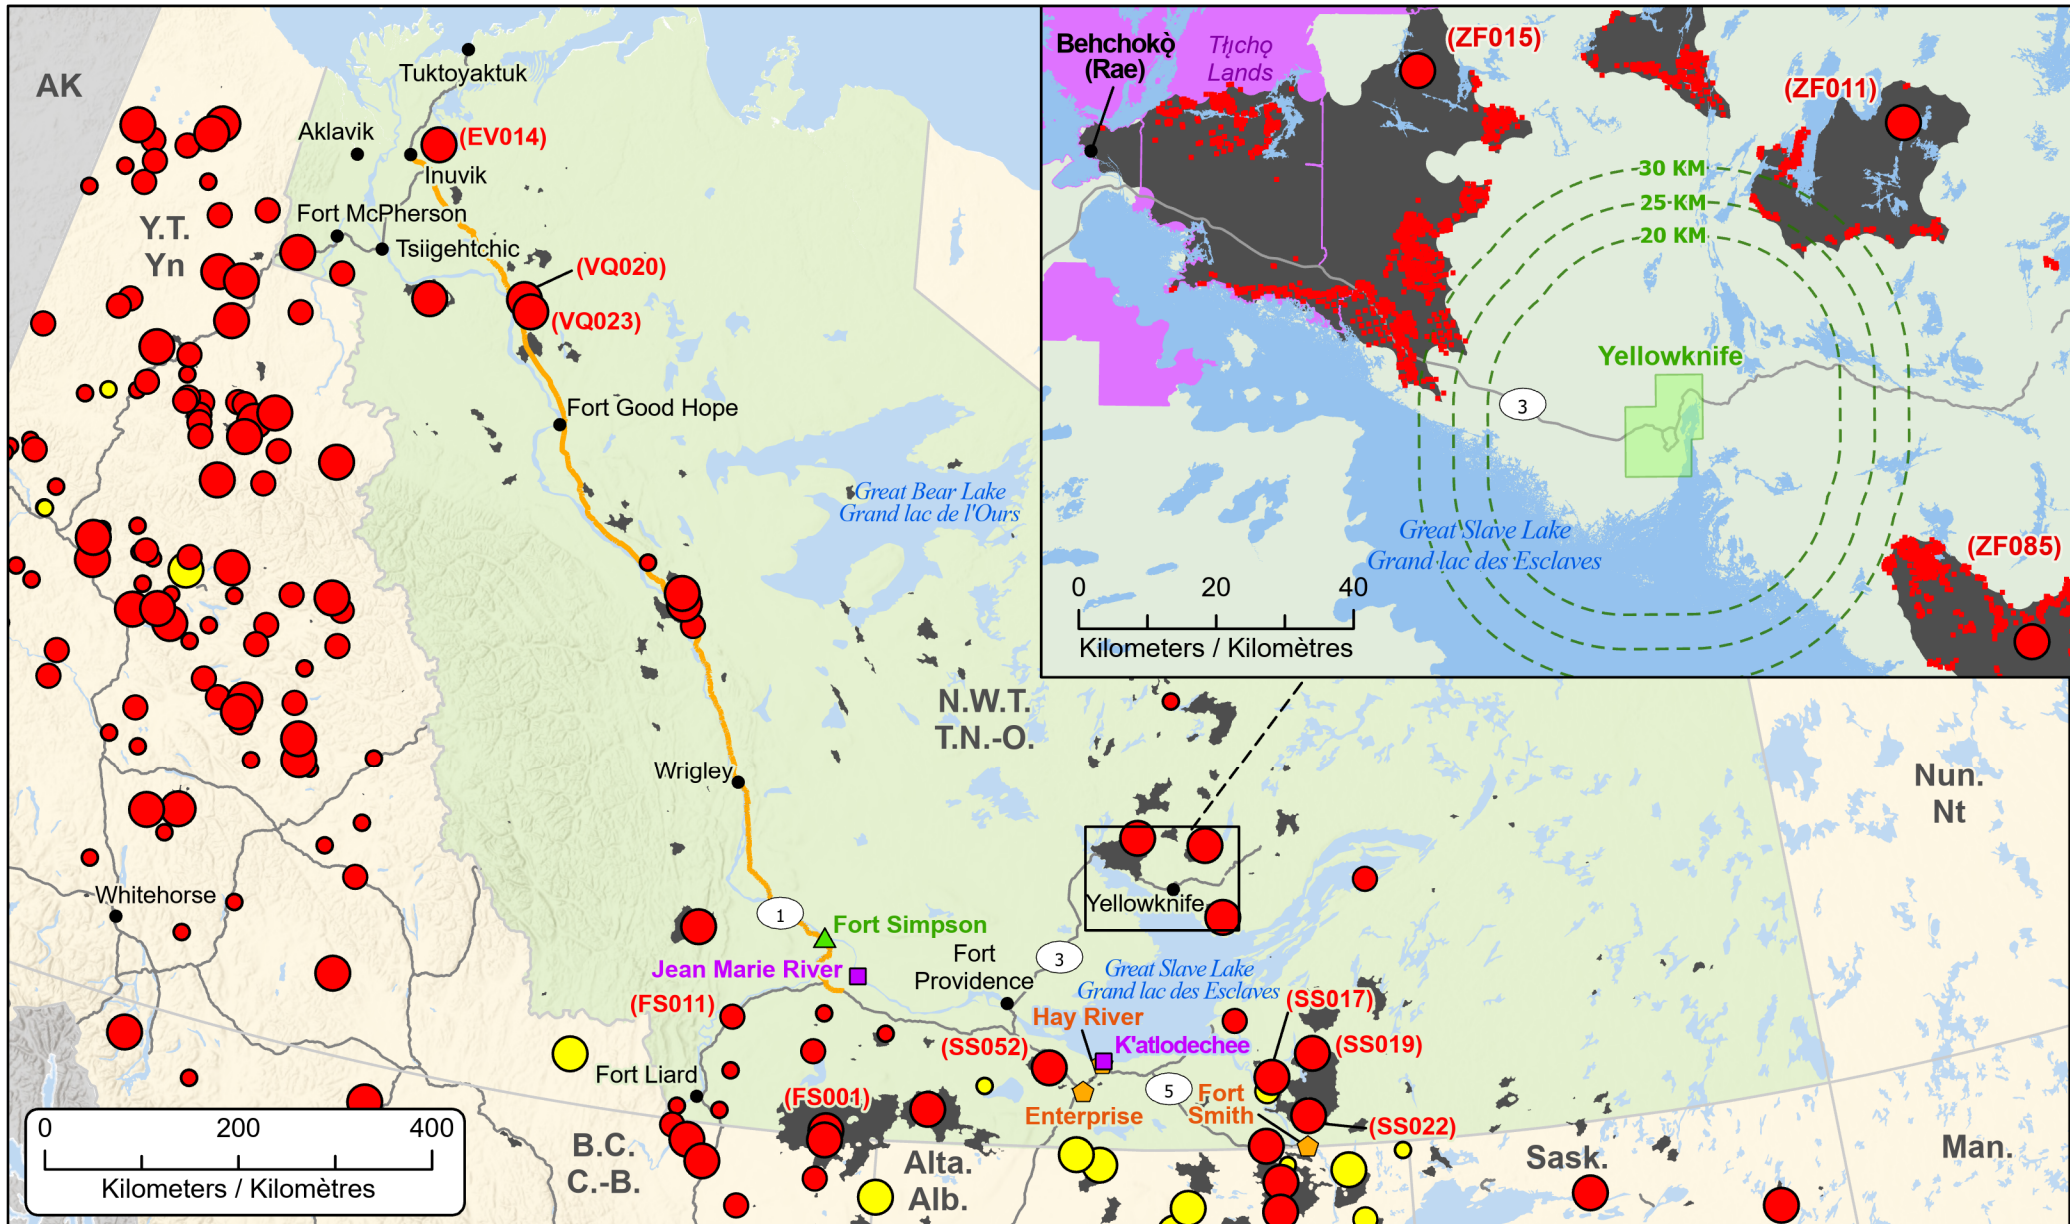 AK
Tuktoyaktuk
Aklavik
(EV014)
Inuvik
Y.T.
Yn
Fort McPherson
Tsiigehtchic
(VQ020)
(VQ023)
Fort Good Hope
Great Bear Lake
Grand lac de l'Ours
N.W.T.
T.N.-O.
Wrigley
Whitehorse
1
Fort Simpson
Jean Marie River
(FS011)
Fort
Providence
3
Yellowknife
Great Slave Lake
Grand lac des Esclaves
Hay River
K'atlodechee
(SS052)
(SS017)
(SS019)
5
Fort
Smith
Enterprise
(SS022)
Fort Liard
(FS001)
B.C.
C.-B.
Alta.
Alb.
Sask.
Man.
Nun.
Nt
0 200 400
Kilometers / Kilomètres
Behchokǫ̀
(Rae)
Tłı̨chǫ
Lands
(ZF015)
(ZF011)
30 KM
25 KM
20 KM
Yellowknife
3
Great Slave Lake
Grand lac des Esclaves
(ZF085)
0 20 40
Kilometers / Kilomètres